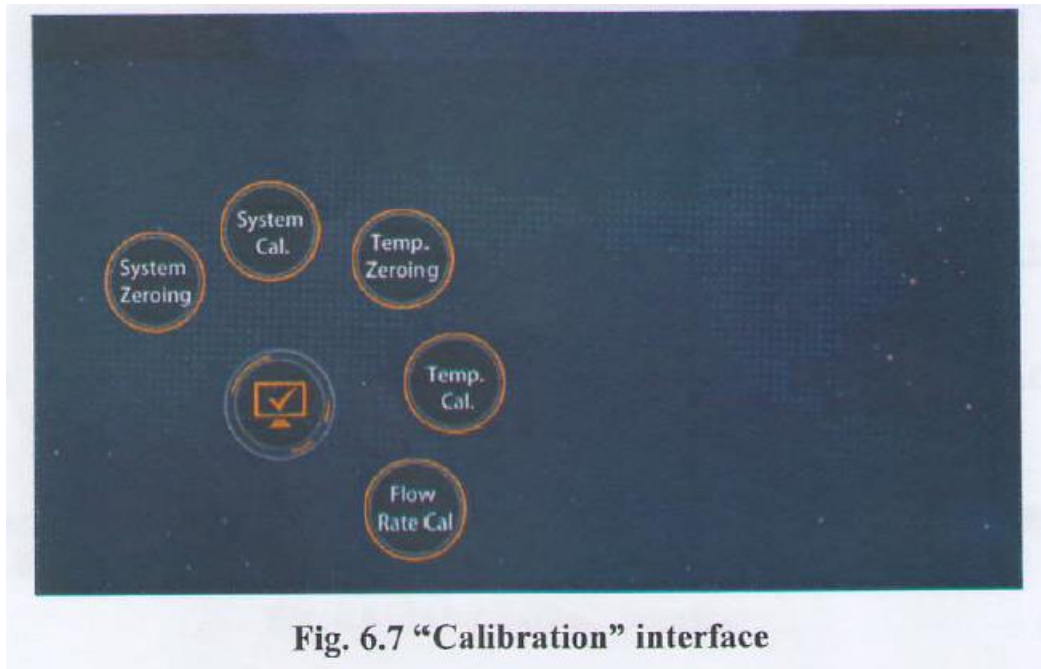 System
Cal.
System
Zeroing
Temp.
Zeroing
Temp.
Cal.
Flow
Rate Cal
Fig. 6.7 “Calibration” interface